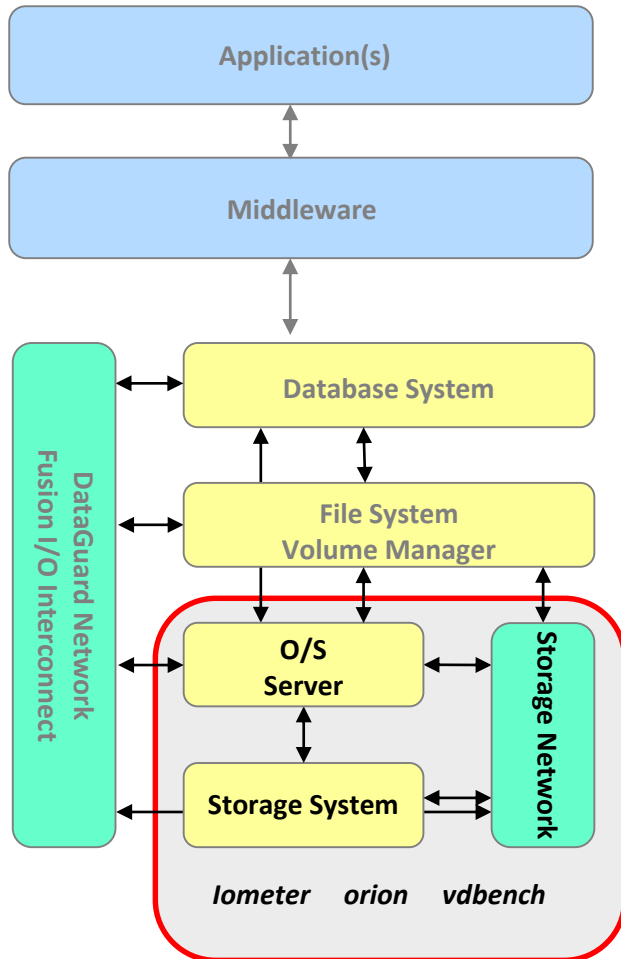 Application(s)
Middleware
Database System
DataGuard Network
Fusion I/O Interconnect
File System
Volume Manager
O/S
Server
Storage Network
Storage System
Iometer orion vdbench